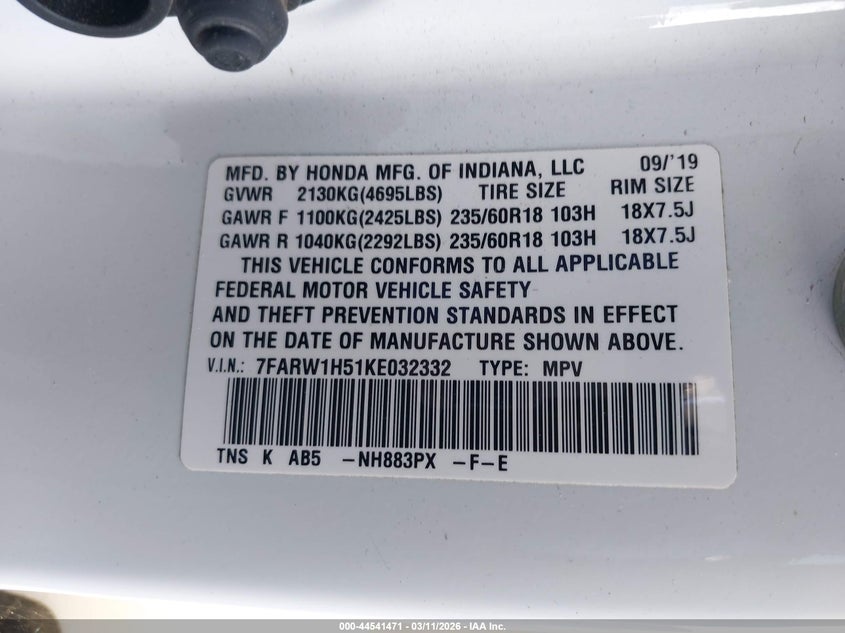 MFD. BY HONDA MFG. OF INDIANA, LLC 09/'19
GVWR 2130KG(4695LBS) TIRE SIZE RIM SIZE
GAWR F 1100KG(2425LBS) 235/60R18 103H 18X7.5J
GAWR R 1040KG(2292LBS) 235/60R18 103H 18X7.5J
THIS VEHICLE CONFORMS TO ALL APPLICABLE
FEDERAL MOTOR VEHICLE SAFETY
AND THEFT PREVENTION STANDARDS IN EFFECT
ON THE DATE OF MANUFACTURE SHOWN ABOVE.
V.I.N.: 7FARW1H51KE032332 TYPE: MPV
TNS K AB5 -NH883PX -F-E
000-44541471 | 03/11/2026 - IAA Inc.